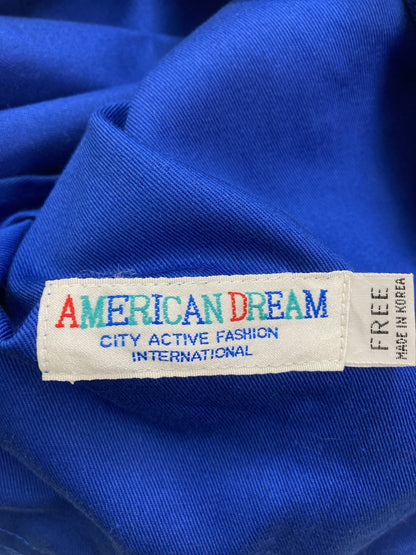 AMERICAN DREAM
CITY ACTIVE FASHION
INTERNATIONAL
FREE
MADE IN KOREA